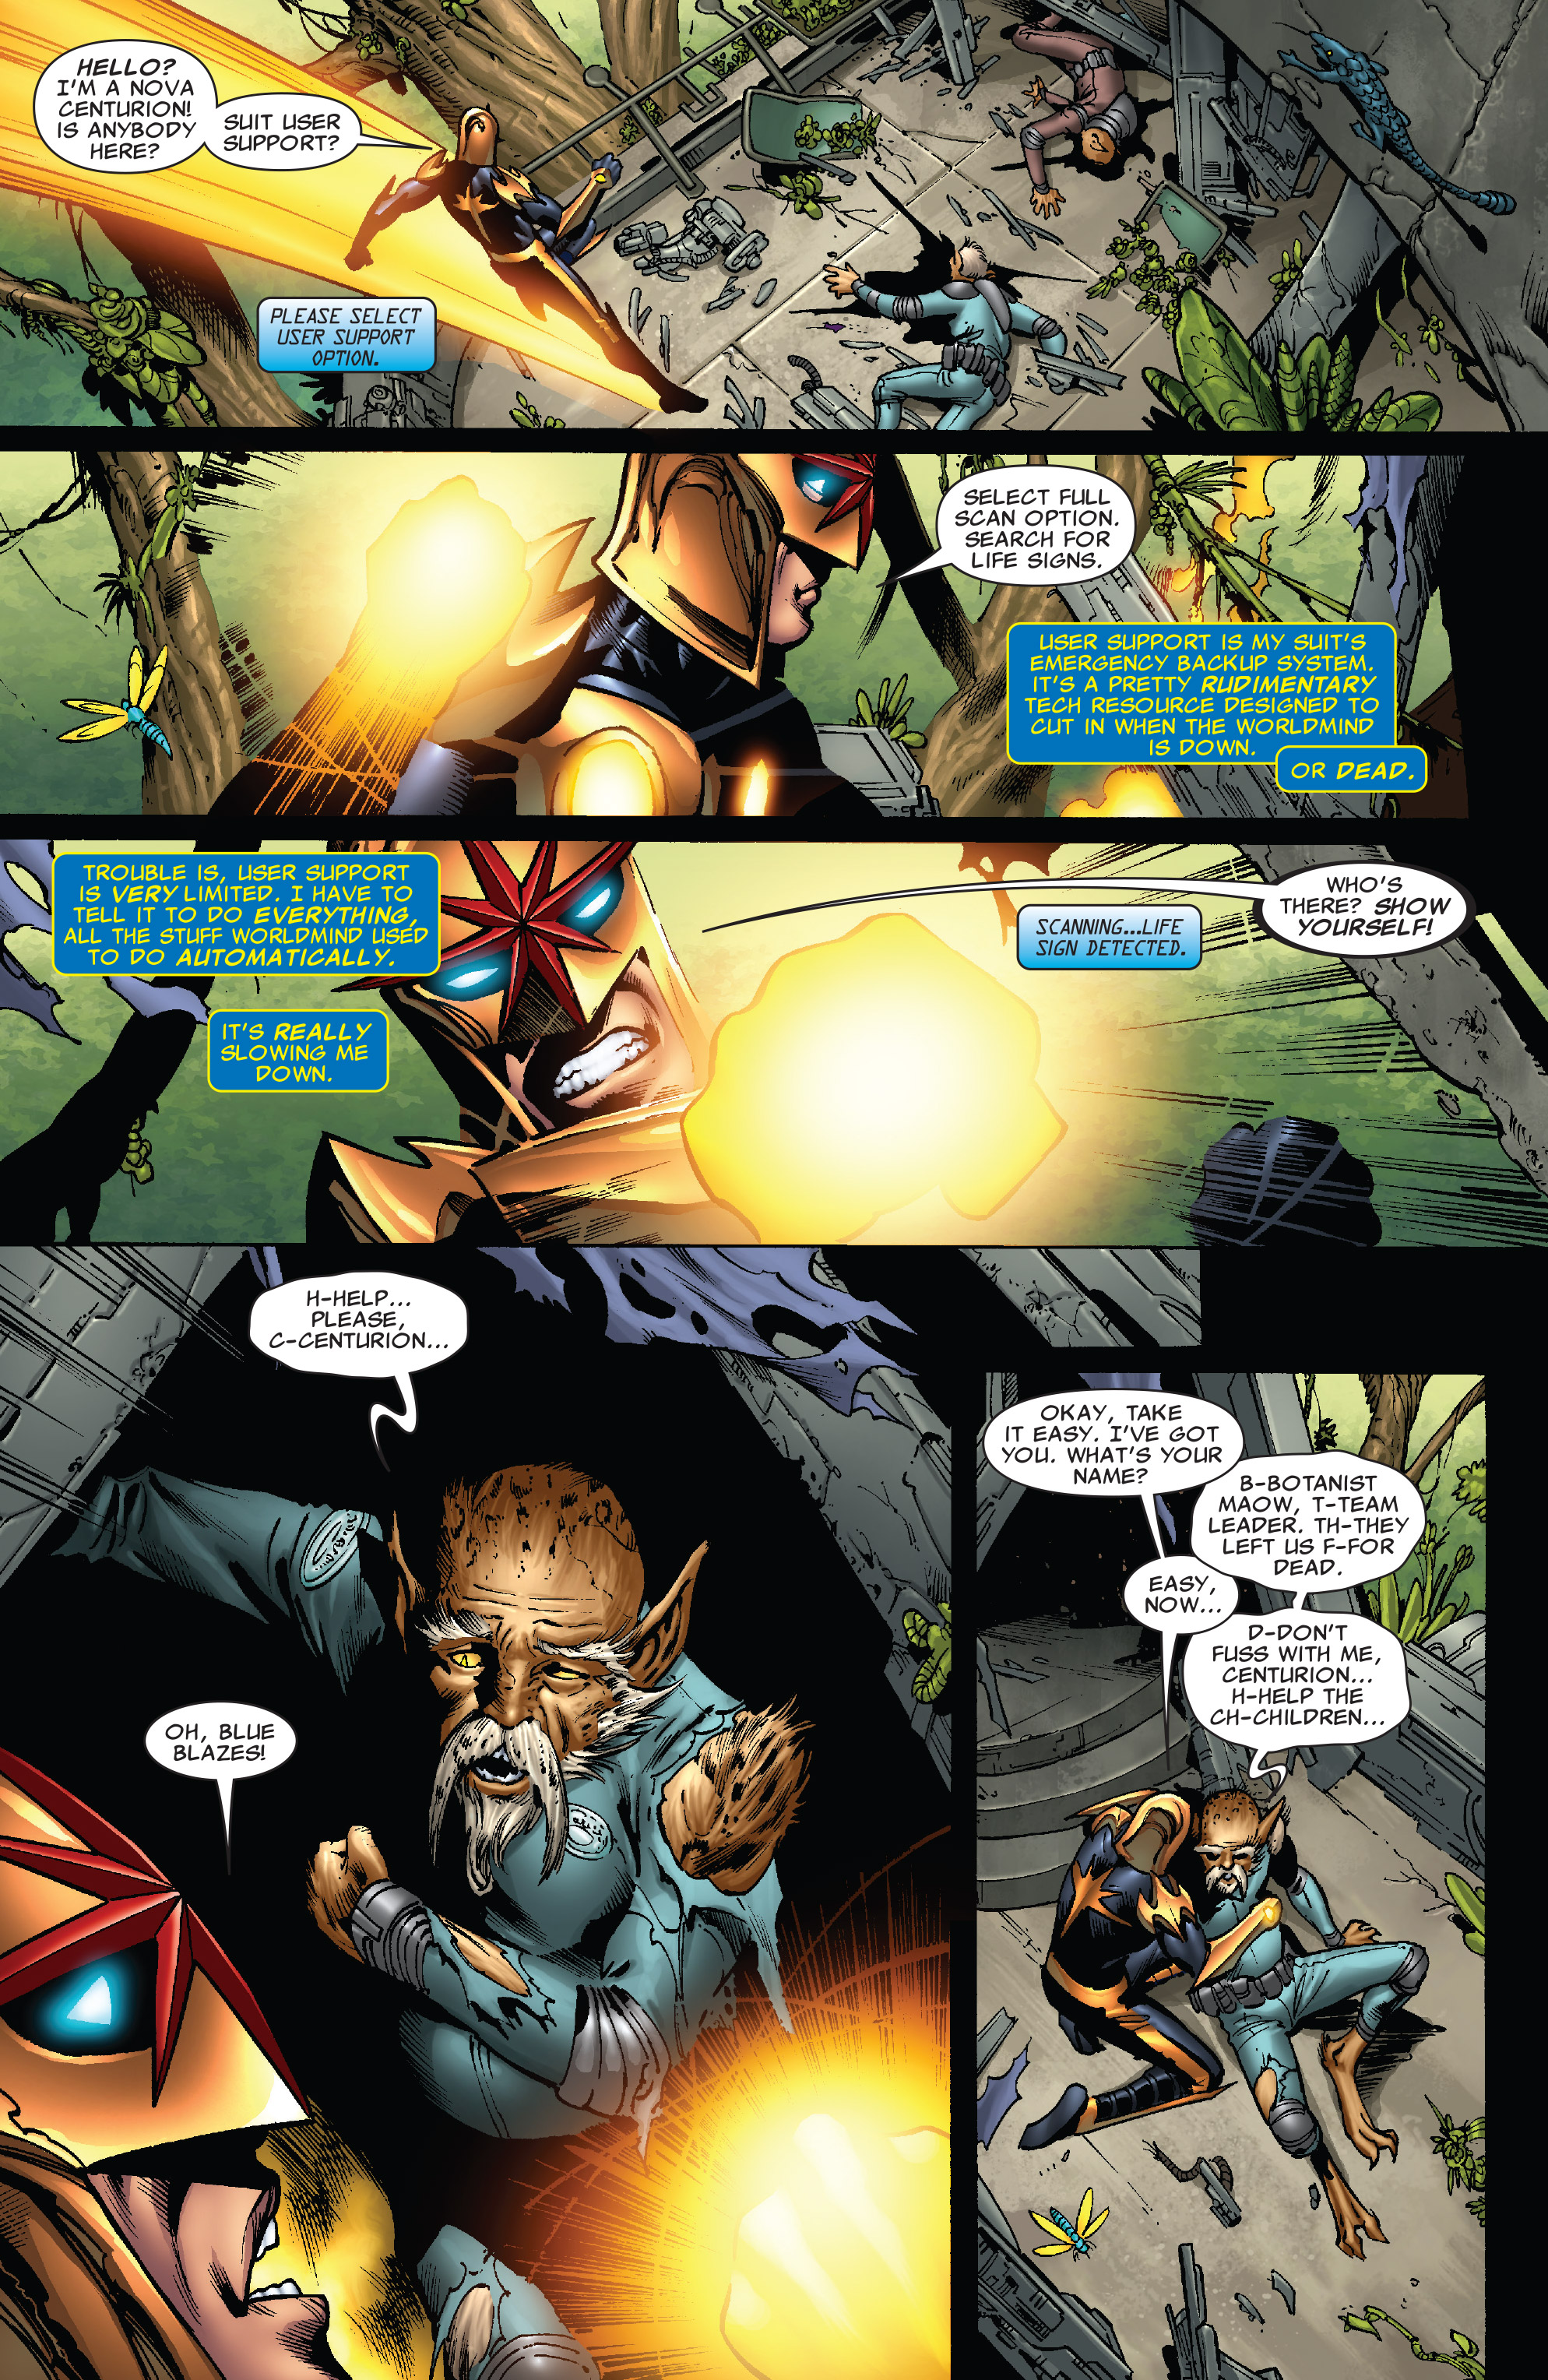 HELLO?
I'M A NOVA
CENTURION!
IS ANYBODY
HERE?
SUIT USER
SUPPORT?
PLEASE SELECT
USER SUPPORT
OPTION.
SELECT FULL
SCAN OPTION.
SEARCH FOR
LIFE SIGNS.
USER SUPPORT IS MY SUIT'S
EMERGENCY BACKUP SYSTEM.
IT'S A PRETTY RUDIMENTARY
TECH RESOURCE DESIGNED TO
CUT IN WHEN THE WORLDMIND
IS DOWN.
OR DEAD.
TROUBLE IS, USER SUPPORT
IS VERY LIMITED. I HAVE TO
TELL IT TO DO EVERYTHING,
ALL THE STUFF WORLDMIND USED
TO DO AUTOMATICALLY.
IT'S REALLY
SLOWING ME
DOWN.
SCANNING...LIFE
SIGN DETECTED.
WHO'S
THERE? SHOW
YOURSELF!
H-HELP...
PLEASE,
C-CENTURION...
OH, BLUE
BLAZES!
OKAY, TAKE
IT EASY. I'VE GOT
YOU. WHAT'S YOUR
NAME?
B-BOTANIST
MAOW, T-TEAM
LEADER. TH-THEY
LEFT US F-FOR
DEAD.
EASY,
NOW...
D-DON'T
FUSS WITH ME,
CENTURION...
H-HELP THE
CH-CHILDREN...